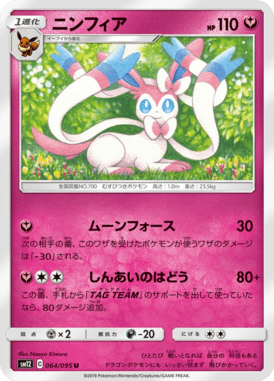 1進化
イーブイから進化
ニンフィア
HP 110
全国図鑑NO.700 むすびつきポケモン 高さ:1.0m 重さ:23.5kg
ムーンフォース 30
次の相手の番、このワザを受けたポケモンが使うワザのダメージ
は「-30」される。
しんあいのはどう 80+
この番、手札から「TAG TEAM」のサポートを出して使っていた
なら、80ダメージ追加。
弱点 ×2 抵抗力 -20 にげる
sm12 C 064/095 U
Illus. Naoyo Kimura
©2019 Pokémon/Nintendo/Creatures/GAME FREAK.